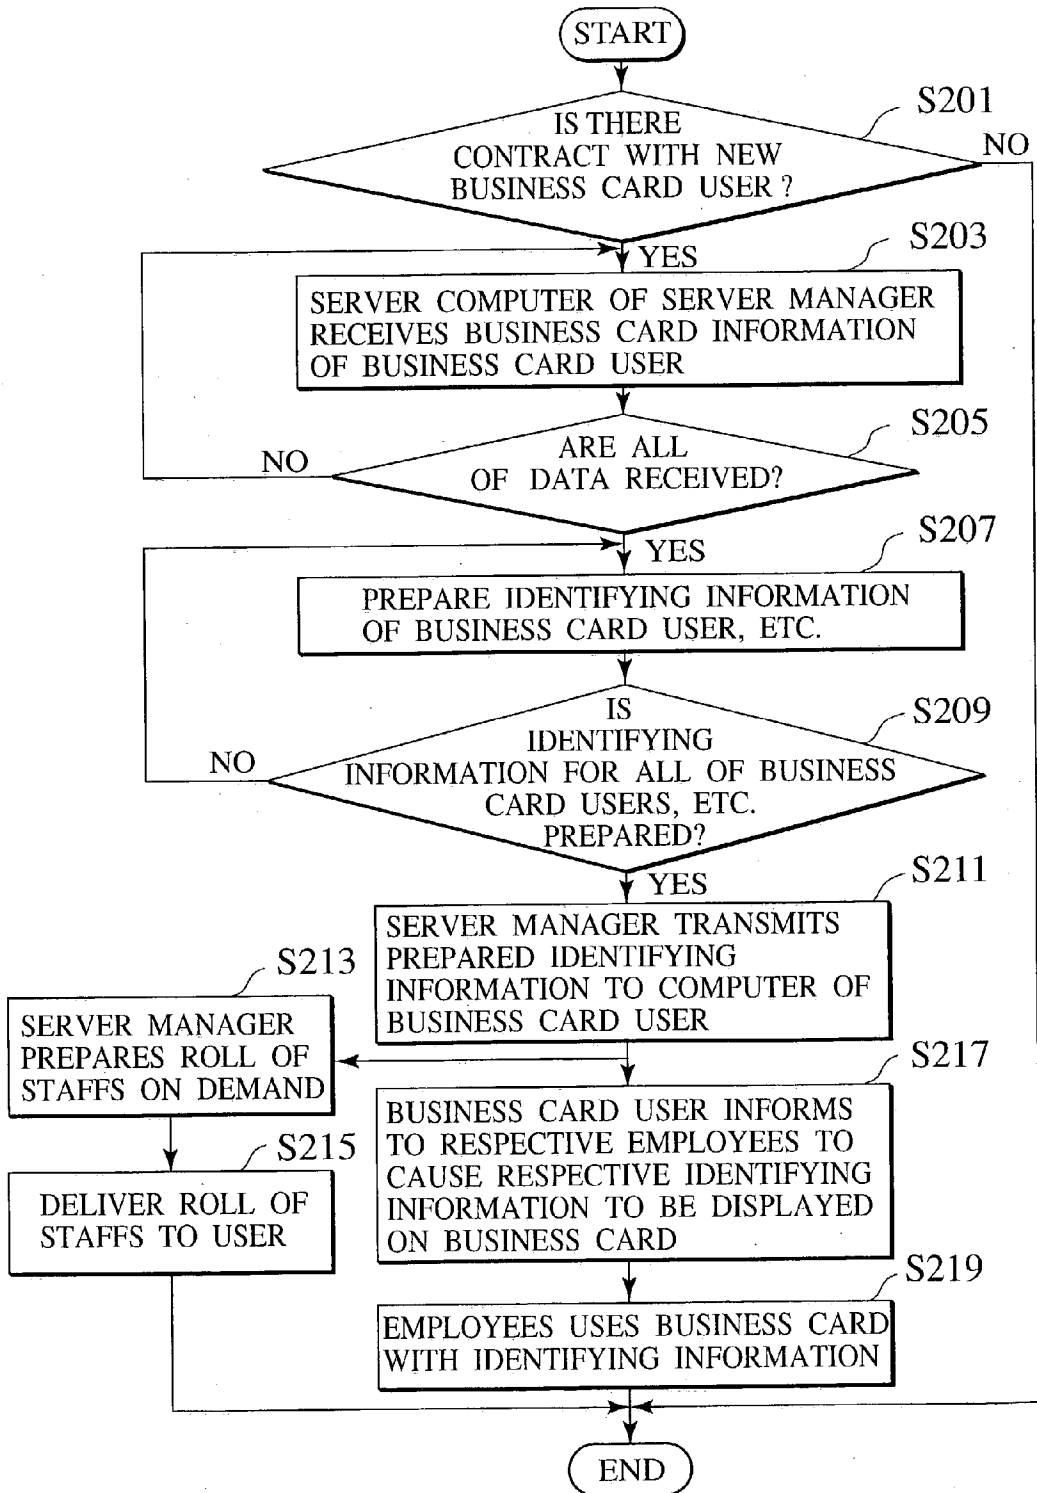 START
S201
IS THERE
CONTRACT WITH NEW
BUSINESS CARD USER ?
NO
YES
S203
SERVER COMPUTER OF SERVER MANAGER
RECEIVES BUSINESS CARD INFORMATION
OF BUSINESS CARD USER
S205
ARE ALL
OF DATA RECEIVED?
NO
YES
S207
PREPARE IDENTIFYING INFORMATION
OF BUSINESS CARD USER, ETC.
S209
IS
IDENTIFYING
INFORMATION FOR ALL OF BUSINESS
CARD USERS, ETC.
PREPARED?
NO
YES
S211
SERVER MANAGER TRANSMITS
PREPARED IDENTIFYING
INFORMATION TO COMPUTER OF
BUSINESS CARD USER
S213
SERVER MANAGER
PREPARES ROLL OF
STAFFS ON DEMAND
S215
DELIVER ROLL OF
STAFFS TO USER
S217
BUSINESS CARD USER INFORMS
TO RESPECTIVE EMPLOYEES TO
CAUSE RESPECTIVE IDENTIFYING
INFORMATION TO BE DISPLAYED
ON BUSINESS CARD
S219
EMPLOYEES USES BUSINESS CARD
WITH IDENTIFYING INFORMATION
END